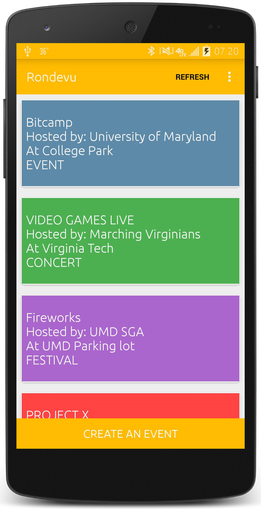 36°
07:20
Rondevu
REFRESH
Bitcamp
Hosted by: University of Maryland
At College Park
EVENT
VIDEO GAMES LIVE
Hosted by: Marching Virginians
At Virginia Tech
CONCERT
Fireworks
Hosted by: UMD SGA
At UMD Parking lot
FESTIVAL
PROJECT X
CREATE AN EVENT